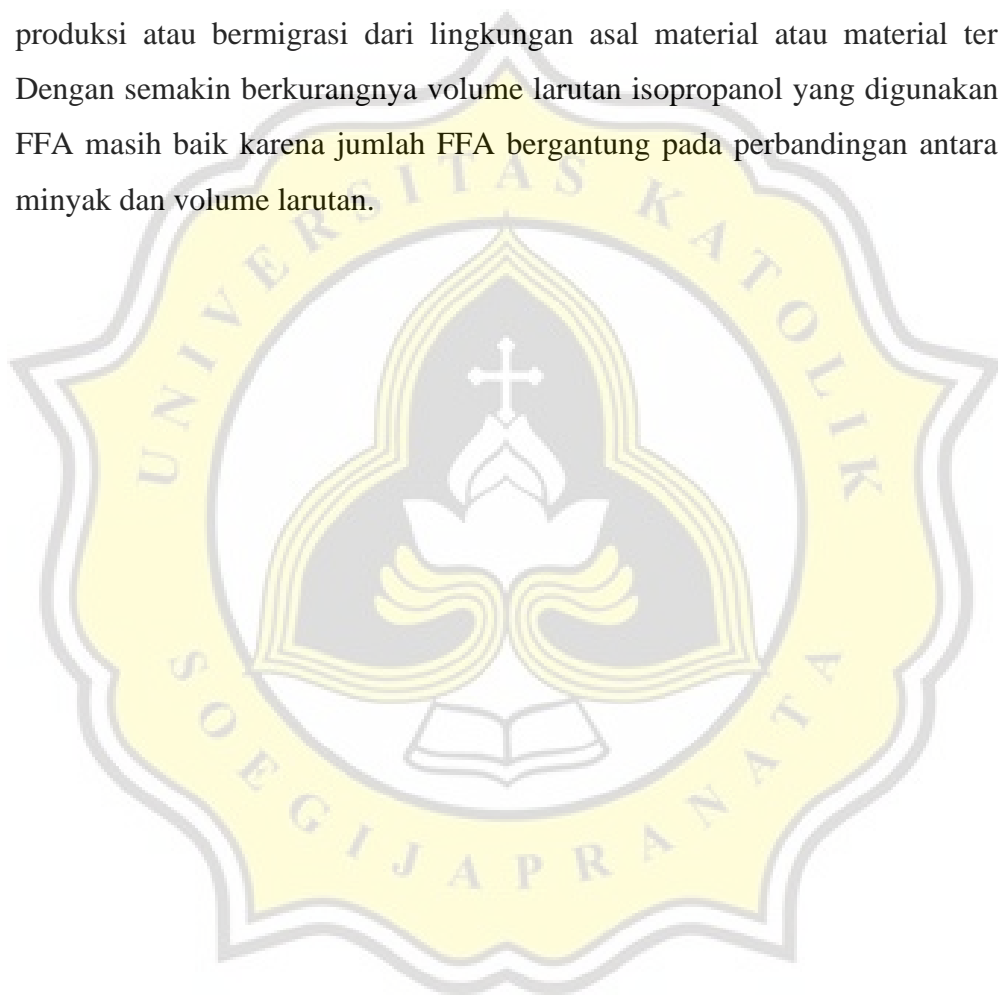 produksi atau bermigrasi dari lingkungan asal material atau material ter
Dengan semakin berkurangnya volume larutan isopropanol yang digunakan
FFA masih baik karena jumlah FFA bergantung pada perbandingan antara
minyak dan volume larutan.
UNIVERSITAS KATOLIK
SOEGIJAPRANATA